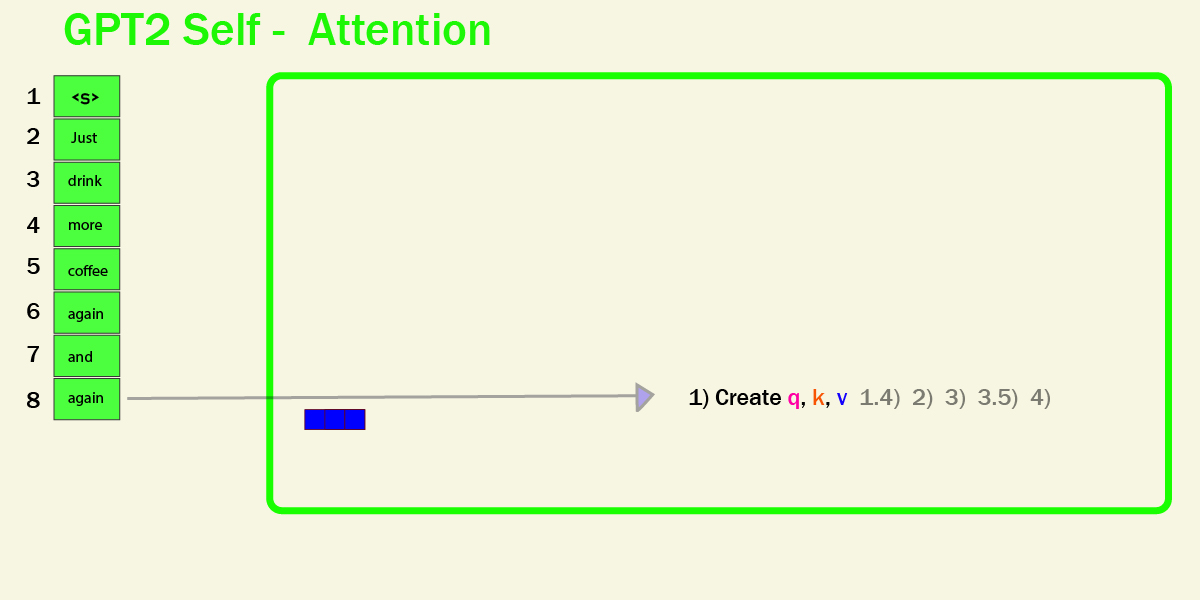 GPT2 Self - Attention
1 <s>
2 Just
3 drink
4 more
5 coffee
6 again
7 and
8 again
1) Create q, k, v 1.4) 2) 3) 3.5) 4)